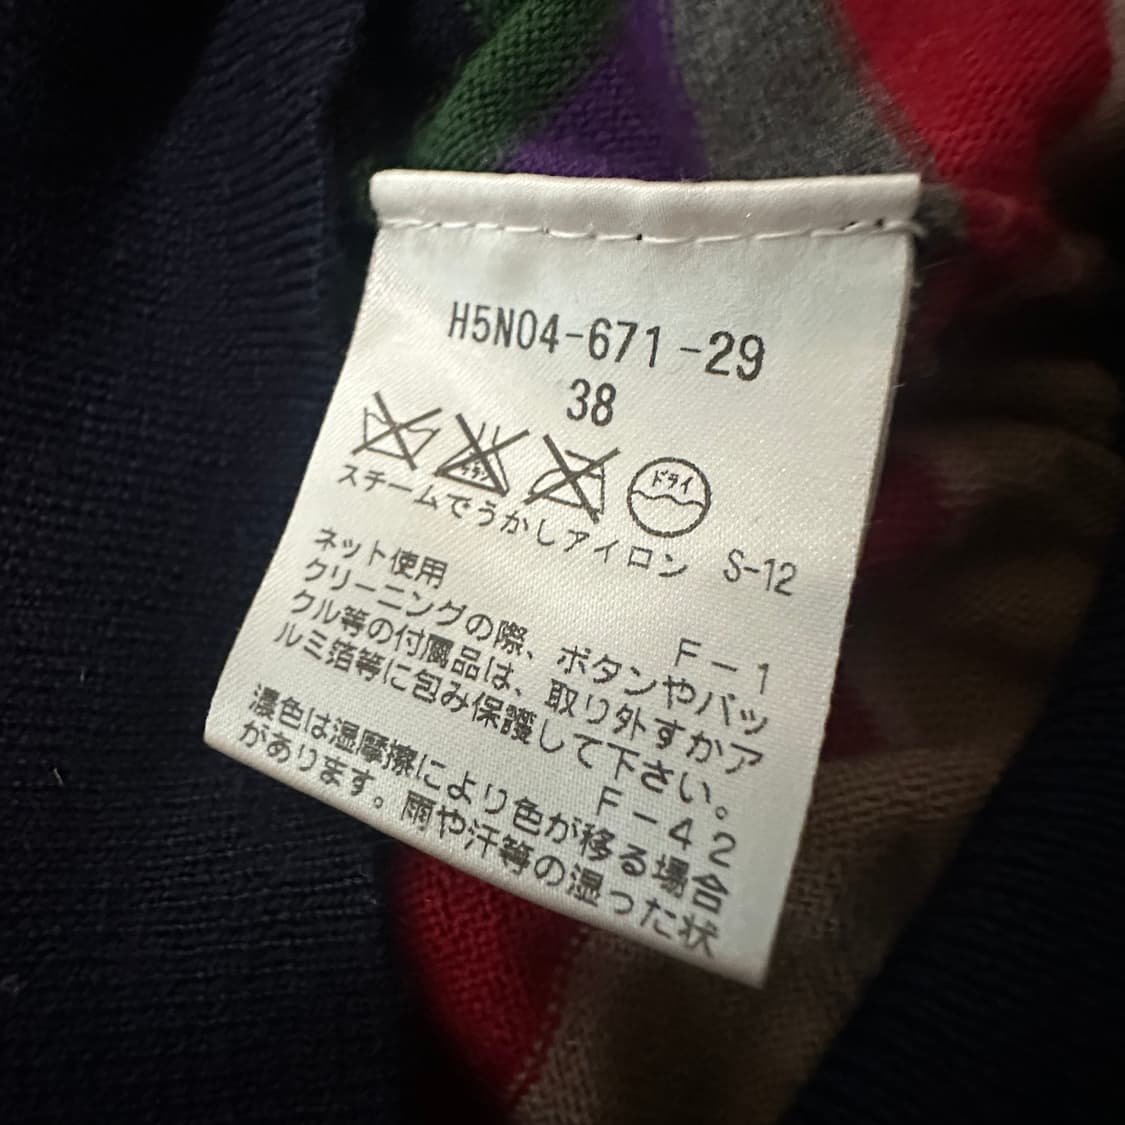 H5N04-671-29
38
ドライ
スチームでうかしアイロン S-12
ネット使用
F-1
クリーニングの際、ボタンやバッ
クル等の付属品は、取り外すかア
ルミ箔等に包み保護して下さい。
F-42
濃色は湿摩擦により色が移る場合
があります。雨や汗等の湿った状